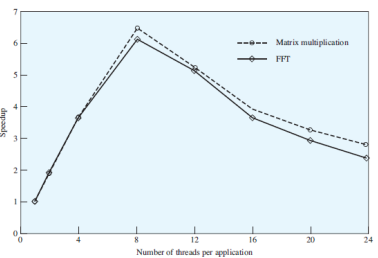 7
6
5
4
3
2
1
0
Speedup
Matrix multiplication
FFT
0 4 8 12 16 20 24
Number of threads per application